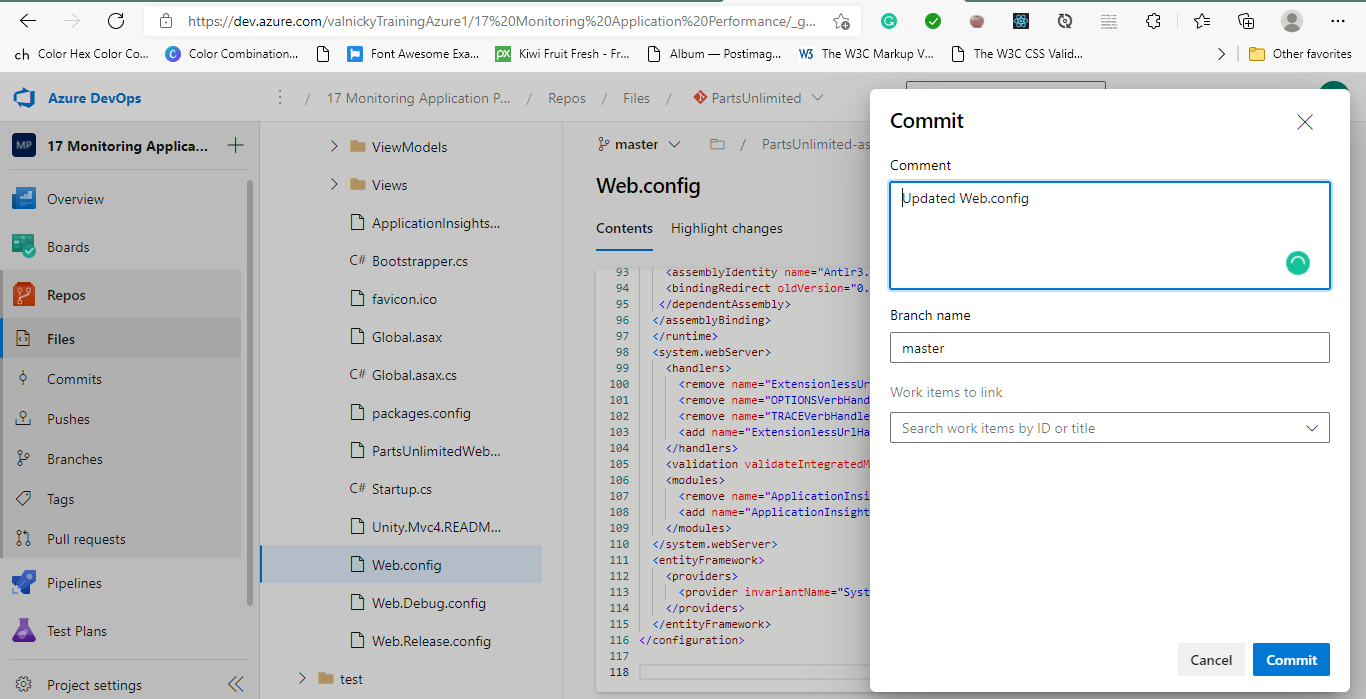 https://dev.azure.com/valnickyTrainingAzure1/17%20Monitoring%20Application%20Performance/_g...
ch Color Hex Color Co...
C Color Combination...
Font Awesome Exa...
px Kiwi Fruit Fresh - Fr...
Album — Postimag...
W3 The W3C Markup V...
The W3C CSS Valid...
Other favorites
Azure DevOps
/ 17 Monitoring Application P... / Repos / Files / PartsUnlimited
MP 17 Monitoring Applica...
Overview
Boards
Repos
Files
Commits
Pushes
Branches
Tags
Pull requests
Pipelines
Test Plans
Project settings
ViewModels
Views
ApplicationInsights...
C# Bootstrapper.cs
favicon.ico
Global.asax
C# Global.asax.cs
packages.config
PartsUnlimitedWeb...
C# Startup.cs
Unity.Mvc4.READM...
Web.config
Web.Debug.config
Web.Release.config
test
master / PartsUnlimited-as
Web.config
Contents Highlight changes
93 <assemblyIdentity name="Antlr3.
94 <bindingRedirect oldVersion="0.
95 </dependentAssembly>
96 </assemblyBinding>
97 </runtime>
98 <system.webServer>
99 <handlers>
100 <remove name="ExtensionlessUr
101 <remove name="OPTIONSVerbHand
102 <remove name="TRACEVerbHandle
103 <add name="ExtensionlessUrlHa
104 </handlers>
105 <validation validateIntegratedM
106 <modules>
107 <remove name="ApplicationInsi
108 <add name="ApplicationInsight
109 </modules>
110 </system.webServer>
111 <entityFramework>
112 <providers>
113 <provider invariantName="Syst
114 </providers>
115 </entityFramework>
116 </configuration>
117
118
Commit
Comment
Updated Web.config
Branch name
master
Work items to link
Search work items by ID or title
Cancel
Commit